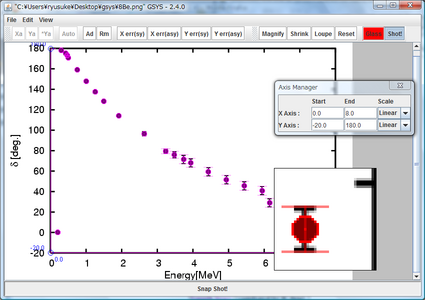 "C:¥Users¥ryusuke¥Desktop¥gsys¥8Be.png" GSYS - 2.4.0
File Edit View
Xa Ya *Ya Auto Ad Rm X err(sy) X err(asy) Y err(sy) Y err(asy) Magnify Shrink Loupe Reset Shot!
180.0
180
160
140
120
100
80
60
40
20
0
-20
-20.0
0.0
0 1 2 3 4 5 6
δ [deg.]
Energy[MeV]
Axis Manager
Start End Scale
X Axis : 0.0 8.0 Linear
Y Axis : -20.0 180.0 Linear
Snap Shot!